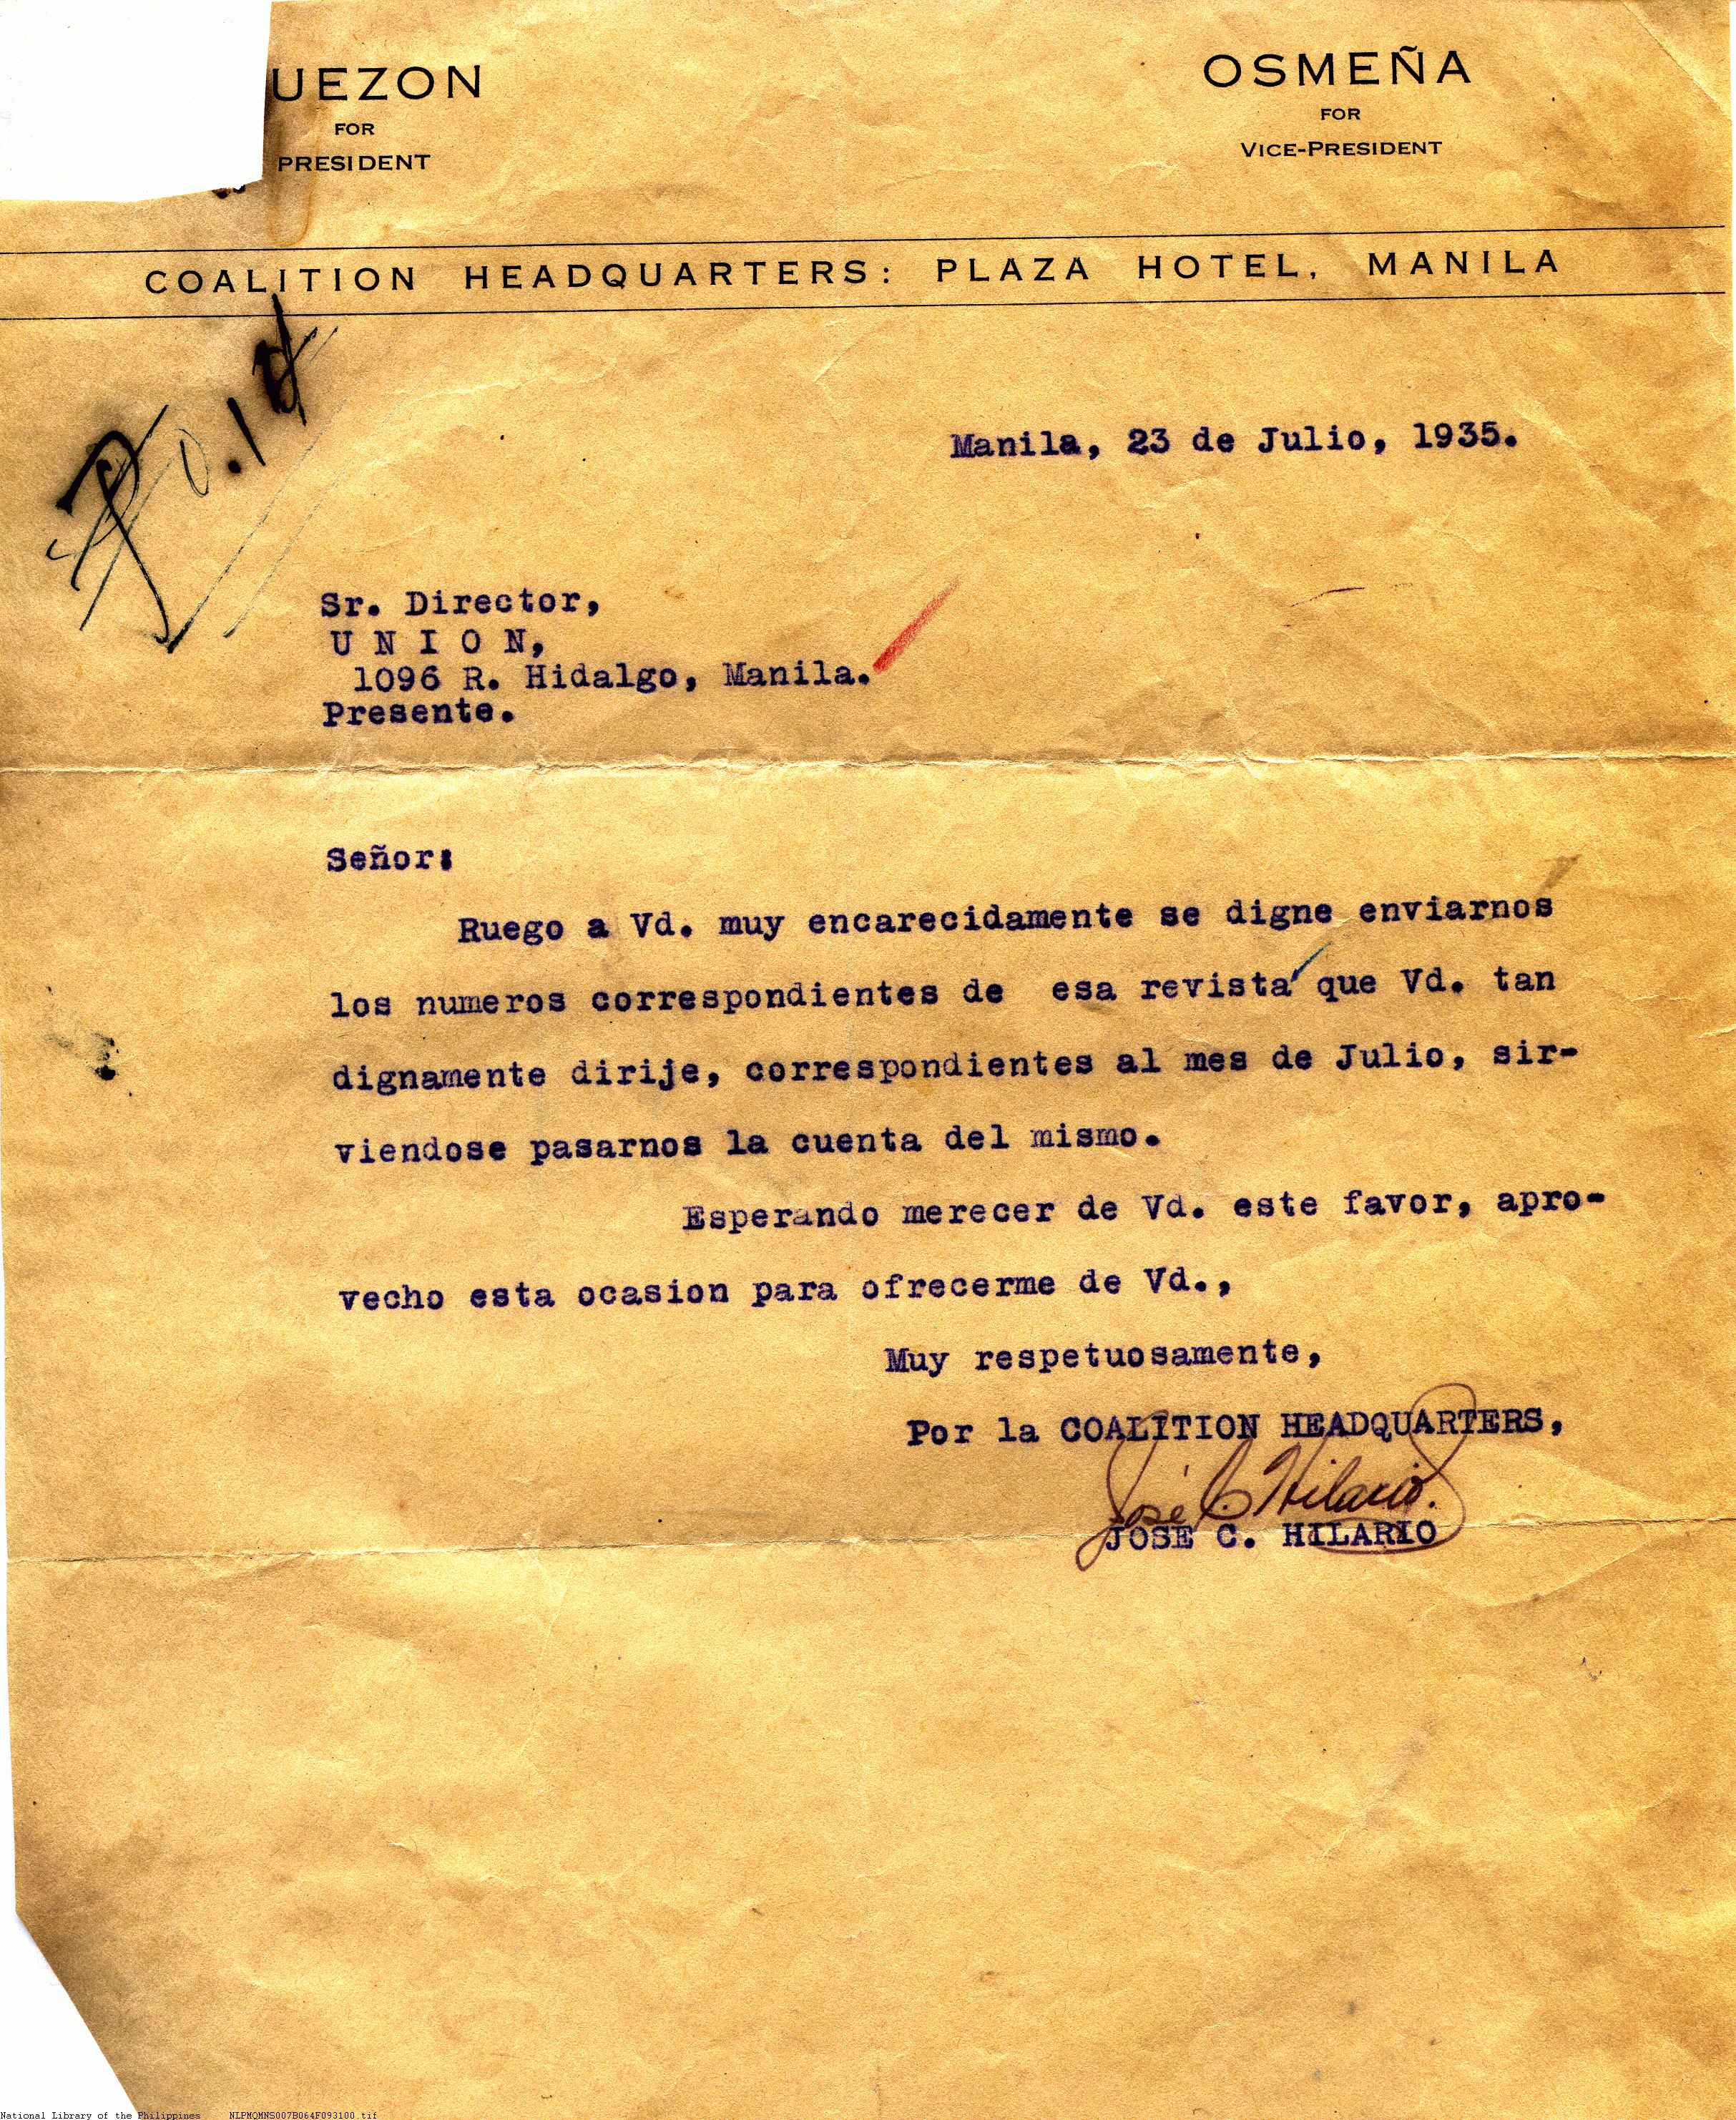 UEZON
FOR
PRESIDENT
OSMEÑA
FOR
VICE-PRESIDENT
COALITION HEADQUARTERS: PLAZA HOTEL, MANILA
Manila, 23 de Julio, 1935.
Sr. Director,
U N I O N,
1096 R. Hidalgo, Manila.
Presente.
Señor:
Ruego a Vd. muy encarecidamente se digne enviarnos
los numeros correspondientes de esa revista que Vd. tan
dignamente dirije, correspondientes al mes de Julio, sir-
viendose pasarnos la cuenta del mismo.
Esperando merecer de Vd. este favor, apro-
vecho esta ocasion para ofrecerme de Vd.,
Muy respetuosamente,
Por la COALITION HEADQUARTERS,
José C. Hilario.
JOSE C. HILARIO
National Library of the Philippines NLPMQMNS007B064F093100.tif